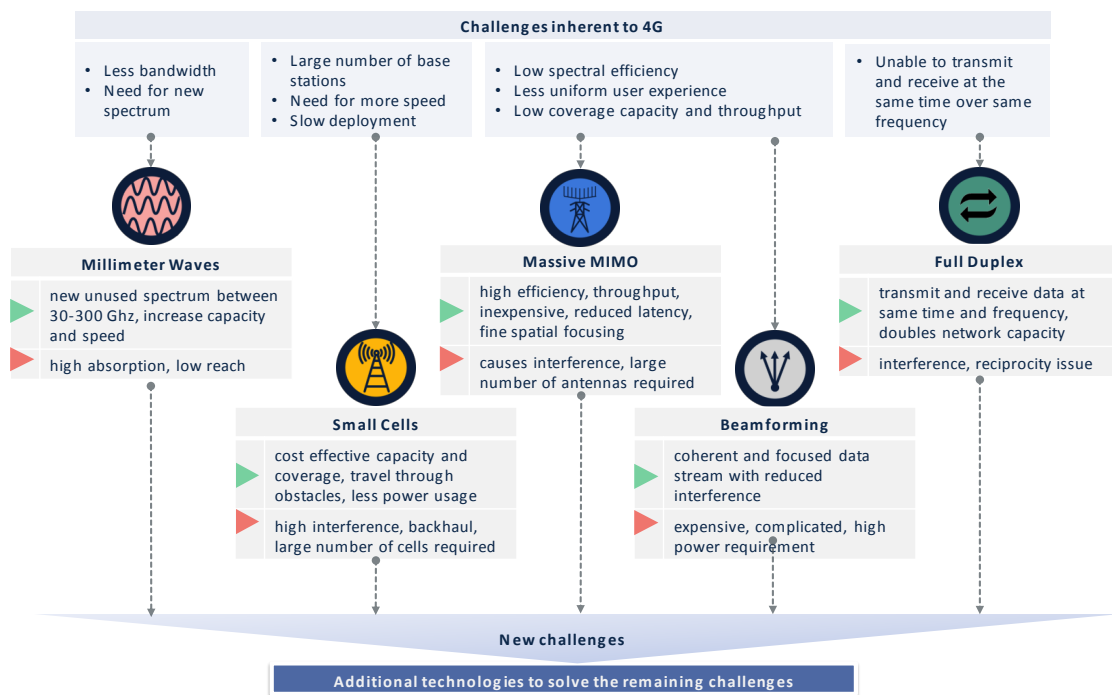 Challenges inherent to 4G
• Less bandwidth
• Need for new
spectrum
• Large number of base
stations
• Need for more speed
• Slow deployment
• Low spectral efficiency
• Less uniform user experience
• Low coverage capacity and throughput
• Unable to transmit
and receive at the
same time over same
frequency
Millimeter Waves
new unused spectrum between
30-300 Ghz, increase capacity
and speed
high absorption, low reach
Massive MIMO
high efficiency, throughput,
inexpensive, reduced latency,
fine spatial focusing
causes interference, large
number of antennas required
Full Duplex
transmit and receive data at
same time and frequency,
doubles network capacity
interference, reciprocity issue
Small Cells
cost effective capacity and
coverage, travel through
obstacles, less power usage
high interference, backhaul,
large number of cells required
Beamforming
coherent and focused data
stream with reduced
interference
expensive, complicated, high
power requirement
New challenges
Additional technologies to solve the remaining challenges